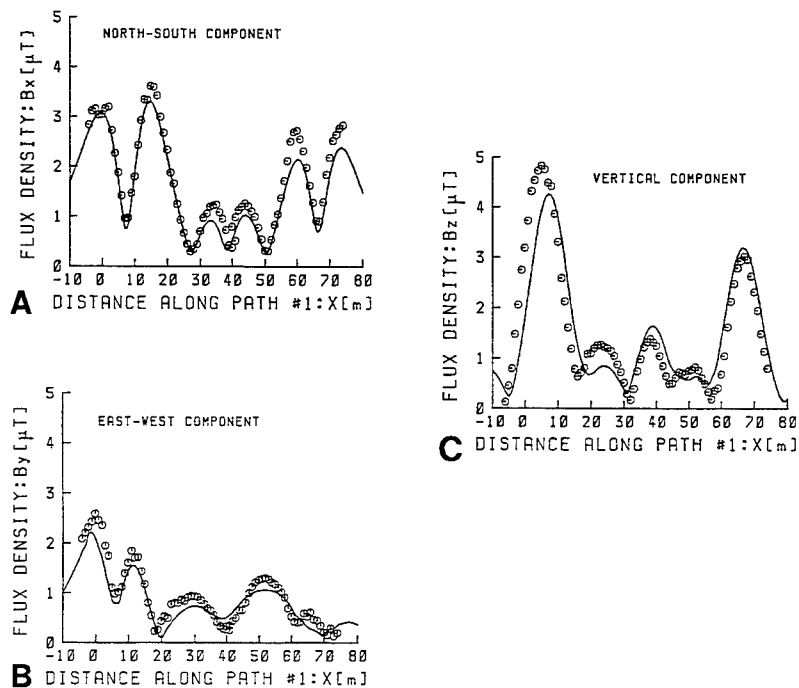 NORTH-SOUTH COMPONENT
FLUX DENSITY:Bx[μT]
5
4
3
2
1
0
-10 0 10 20 30 40 50 60 70 80
A DISTANCE ALONG PATH #1:X[m]
VERTICAL COMPONENT
FLUX DENSITY:Bz[μT]
5
4
3
2
1
0
-10 0 10 20 30 40 50 60 70 80
C DISTANCE ALONG PATH #1:X[m]
EAST-WEST COMPONENT
FLUX DENSITY:By[μT]
5
4
3
2
1
0
-10 0 10 20 30 40 50 60 70 80
B DISTANCE ALONG PATH #1:X[m]